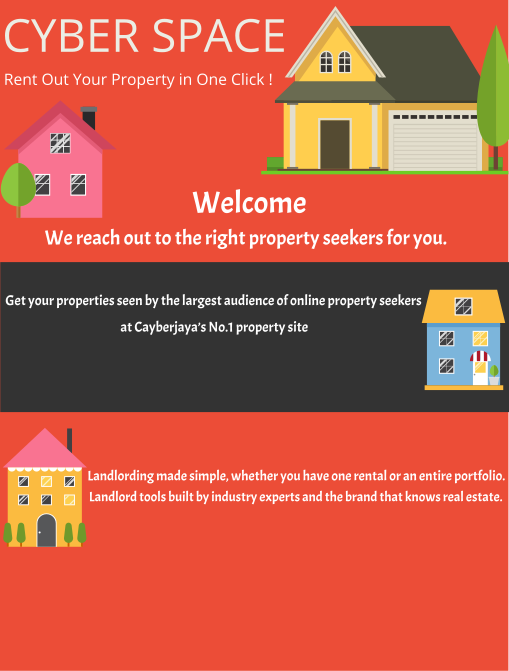 CYBER SPACE
Rent Out Your Property in One Click !
Welcome
We reach out to the right property seekers for you.
Get your properties seen by the largest audience of online property seekers
at Cayberjaya's No.1 property site
Landlording made simple, whether you have one rental or an entire portfolio.
Landlord tools built by industry experts and the brand that knows real estate.